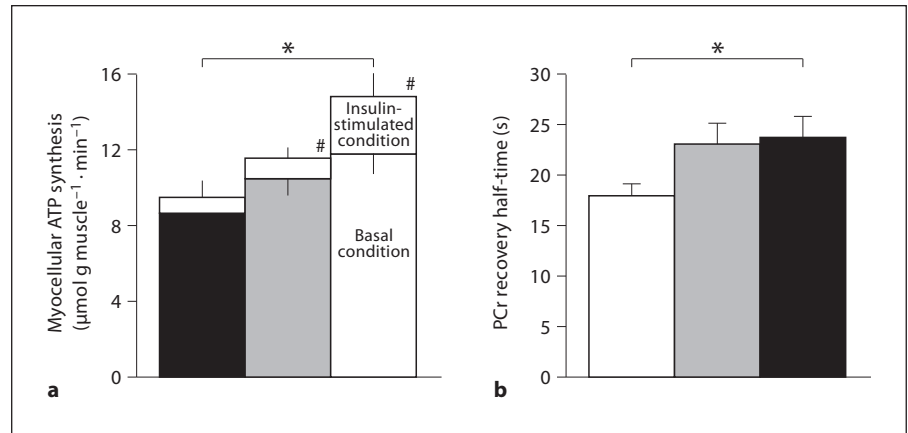 *
16
12
8
4
0
Myocellular ATP synthesis
(µmol g muscle⁻¹ · min⁻¹)
#
#
Insulin-
stimulated
condition
Basal
condition
a
*
30
25
20
15
10
5
0
PCr recovery half-time (s)
b